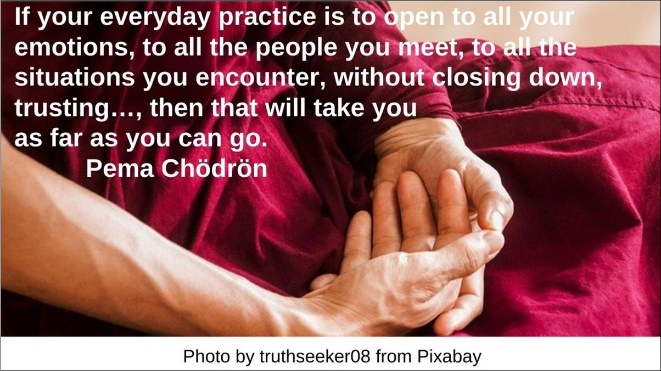 If your everyday practice is to open to all your
emotions, to all the people you meet, to all the
situations you encounter, without closing down,
trusting…, then that will take you
as far as you can go.
Pema Chödrön
Photo by truthseeker08 from Pixabay